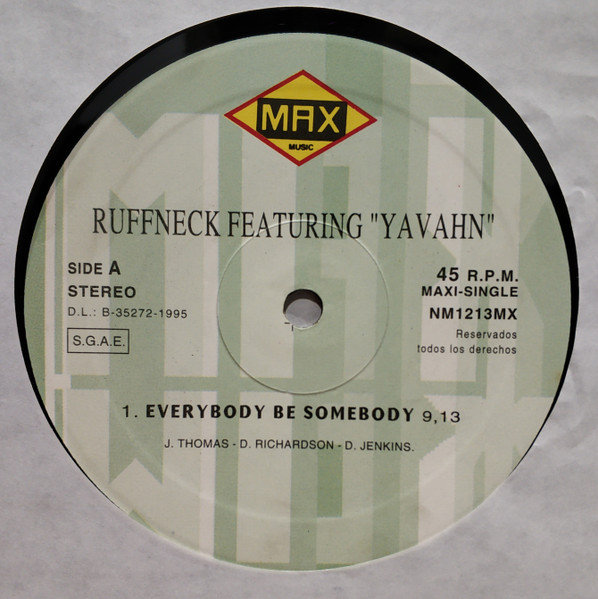 MAX
MUSIC
RUFFNECK FEATURING "YAVAHN"
SIDE A
STEREO
D.L.: B-35272-1995
S.G.A.E.
45 R.P.M.
MAXI-SINGLE
NM1213MX
Reservados
todos los derechos
1. EVERYBODY BE SOMEBODY 9,13
J. THOMAS - D. RICHARDSON - D. JENKINS.